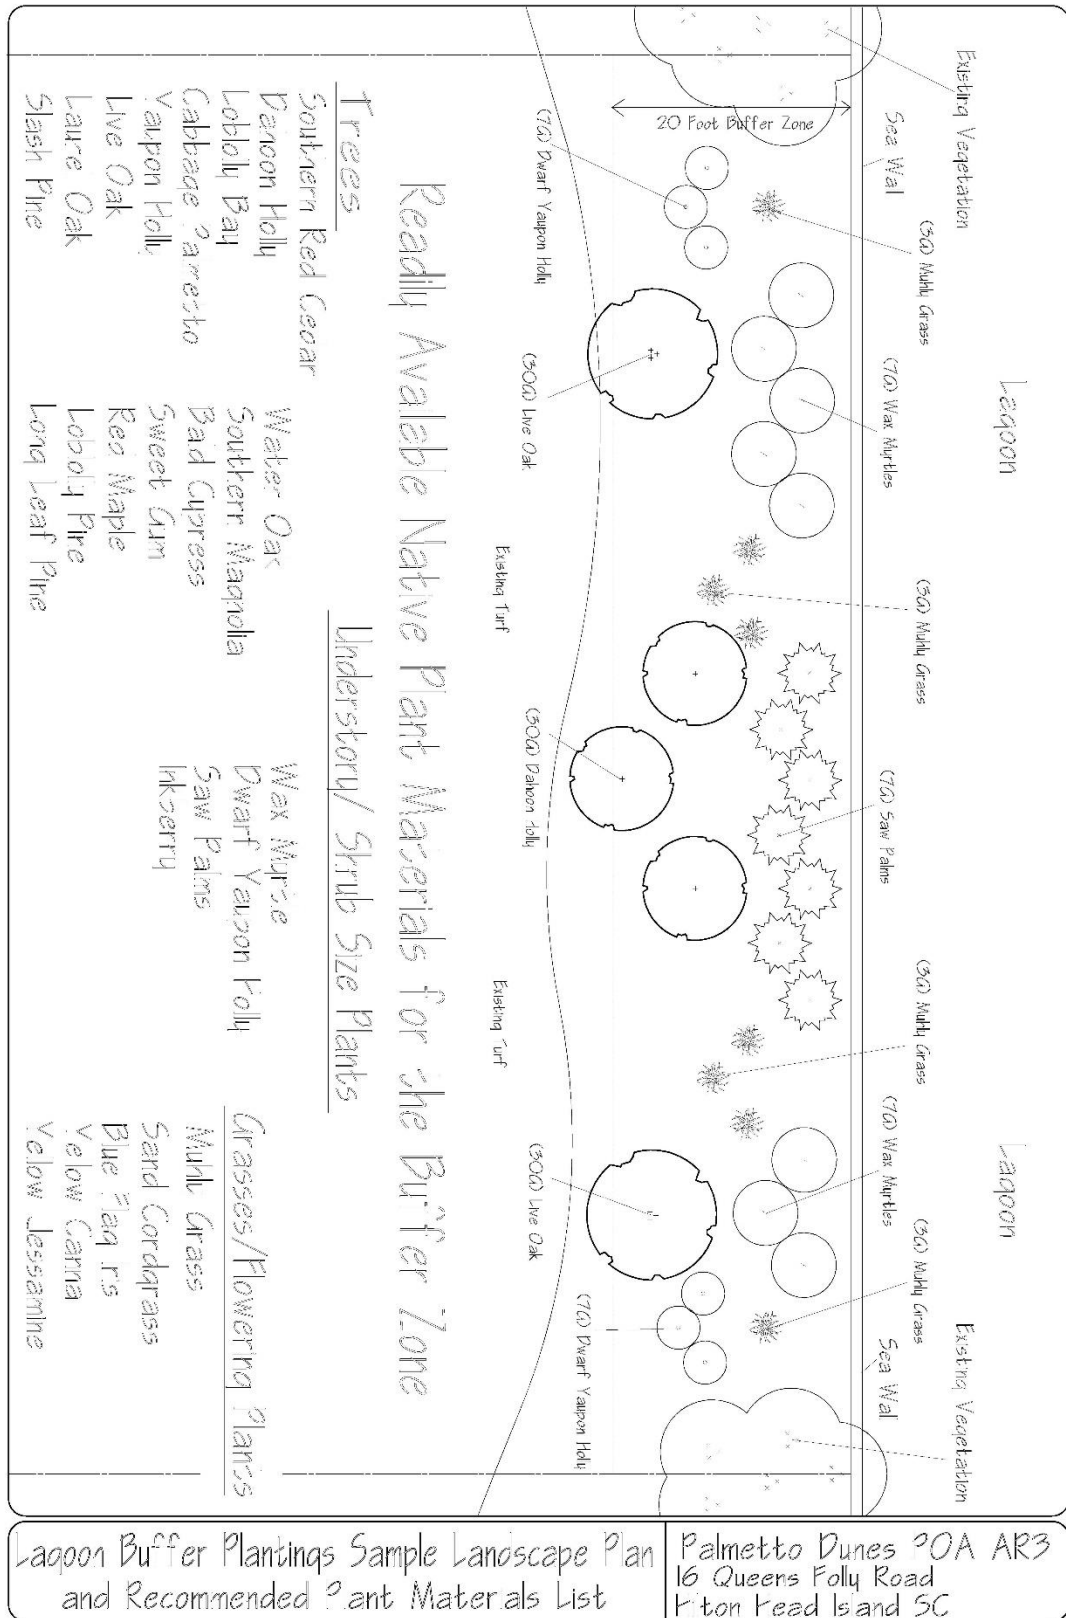 Lagoon
Lagoon
Existing Vegetation
Sea Wal
(3G) Muhly Grass
(7G) Wax Myrtles
(3G) Muhly Grass
(7G) Saw Palms
(3G) Muhly Grass
(7G) Wax Myrtles
(3G) Muhly Grass
Sea Wal
Existing Vegetation
20 Foot Buffer Zone
(7G) Dwarf Yaupon Holly
(30G) Live Oak
(30G) Dahoon Holly
(30G) Live Oak
(7G) Dwarf Yaupon Holly
Existing Turf
Existing Turf
Readily Available Native Plant Materials for the Buffer Zone
Trees
Southern Red Cedar
Dahoon Holly
Loblolly Bay
Cabbage Palmetto
Yaupon Holly
Live Oak
Laurel Oak
Slash Pine
Water Oak
Southern Magnolia
Bald Cypress
Sweet Gum
Red Maple
Loblolly Pine
Long Leaf Pine
Understory/ Shrub Size Plants
Wax Myrtle
Dwarf Yaupon Holly
Saw Palms
Inkberry
Grasses/Flowering Plants
Muhly Grass
Sand Cordgrass
Blue Flag Iris
Yellow Canna
Yellow Jessamine
Lagoon Buffer Plantings Sample Landscape Plan
and Recommended Plant Materials List
Palmetto Dunes POA AR3
16 Queens Folly Road
Hilton Head Island SC